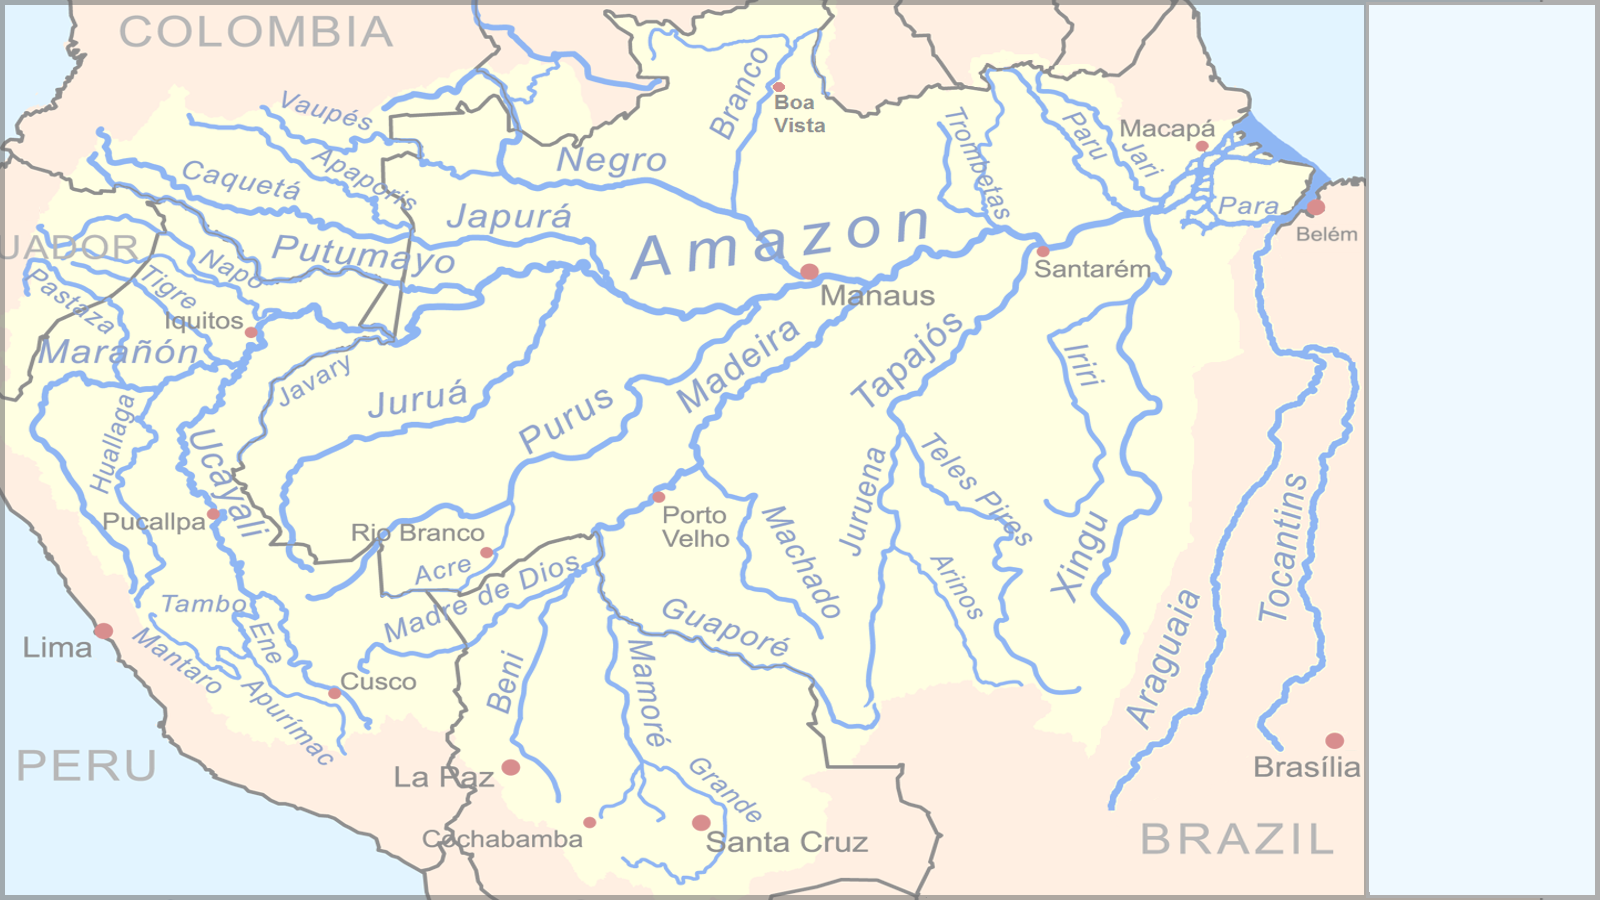 COLOMBIA
Vaupés
Branco
Boa
Vista
Trombetas
Paru
Jari
Macapá
Negro
Apaporis
Caquetá
Japurá
Amazon
Para
Belém
UADOR
Putumayo
Napo
Tigre
Pastaza
Iquitos
Santarém
Manaus
Marañón
Javary
Juruá
Purus
Madeira
Tapajós
Iriri
Huallaga
Ucayali
Pucallpa
Rio Branco
Acre
Porto
Velho
Machado
Juruena
Teles Pires
Arinos
Xingu
Tocantins
Araguaia
Madre de Dios
Guaporé
Tambo
Ene
Lima
Mantaro
Cusco
Apurímac
Beni
Mamoré
PERU
La Paz
Grande
Cochabamba
Santa Cruz
Brasília
BRAZIL